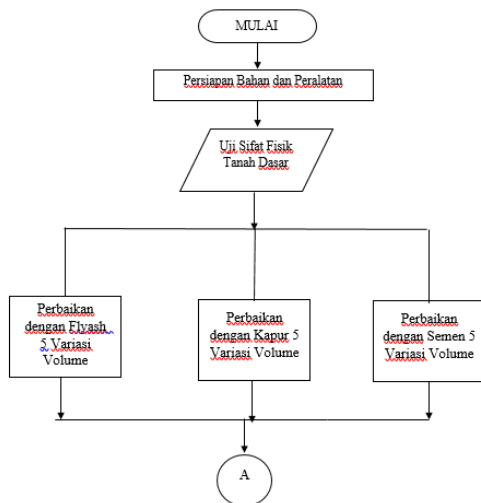 MULAI
Persiapan Bahan dan Peralatan
Uji Sifat Fisik
Tanah Dasar
Perbaikan
dengan Flyash
5 Variasi
Volume
Perbaikan
dengan Kapur 5
Variasi Volume
Perbaikan
dengan Semen 5
Variasi Volume
A